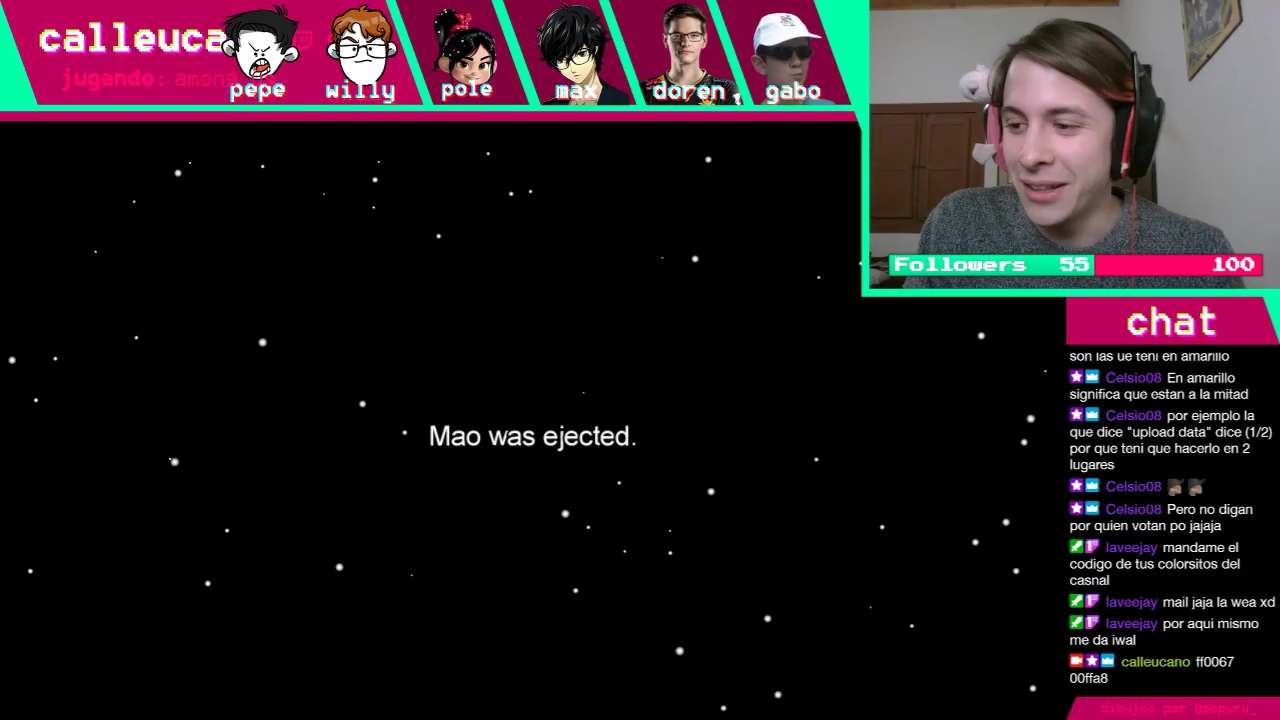 calleuca
jugando: among
pepe
willy
pole
max
doren
gabo
Followers 55 100
chat
son las ue teni en amarillo
Celsio08 En amarillo
significa que estan a la mitad
Celsio08 por ejemplo la
que dice "upload data" dice (1/2)
por que teni que hacerlo en 2
lugares
Celsio08
Celsio08 Pero no digan
por quien votan po jajaja
laveejay mandame el
codigo de tus colorsitos del
casnal
laveejay mail jaja la wea xd
laveejay por aqui mismo
me da iwal
calleucano ff0067
00ffa8
Mao was ejected.
dibujos por @popuru_